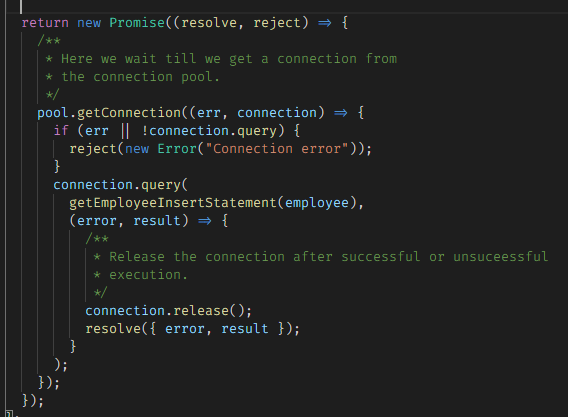 return new Promise((resolve, reject) => {
  /**
   * Here we wait till we get a connection from
   * the connection pool.
   */
  pool.getConnection((err, connection) => {
    if (err || !connection.query) {
      reject(new Error("Connection error"));
    }
    connection.query(
      getEmployeeInsertStatement(employee),
      (error, result) => {
        /**
         * Release the connection after successful or unsuceessful
         * execution.
         */
        connection.release();
        resolve({ error, result });
      }
    );
  });
});